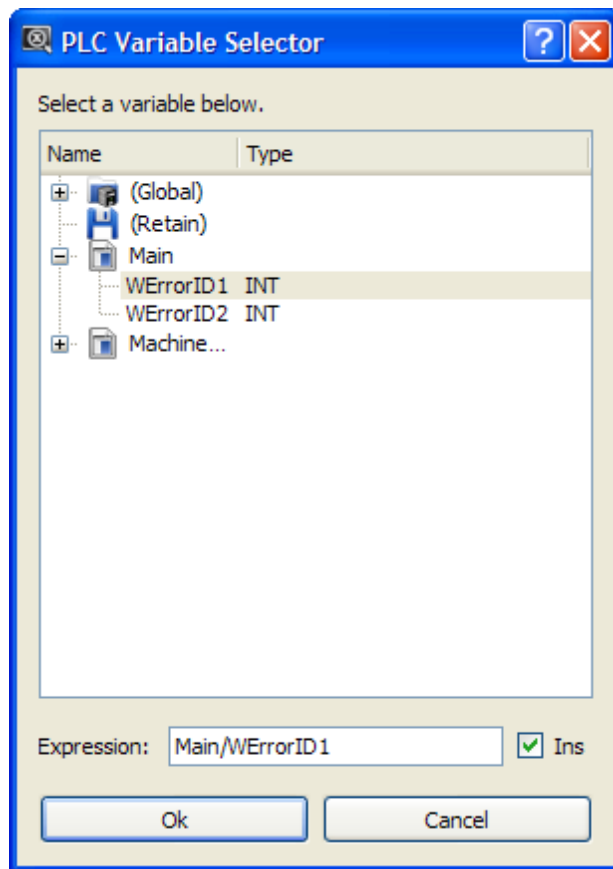 PLC Variable Selector
Select a variable below.
Name Type
(Global)
(Retain)
Main
WErrorID1 INT
WErrorID2 INT
Machine...
Expression: Main/WErrorID1 Ins
Ok Cancel